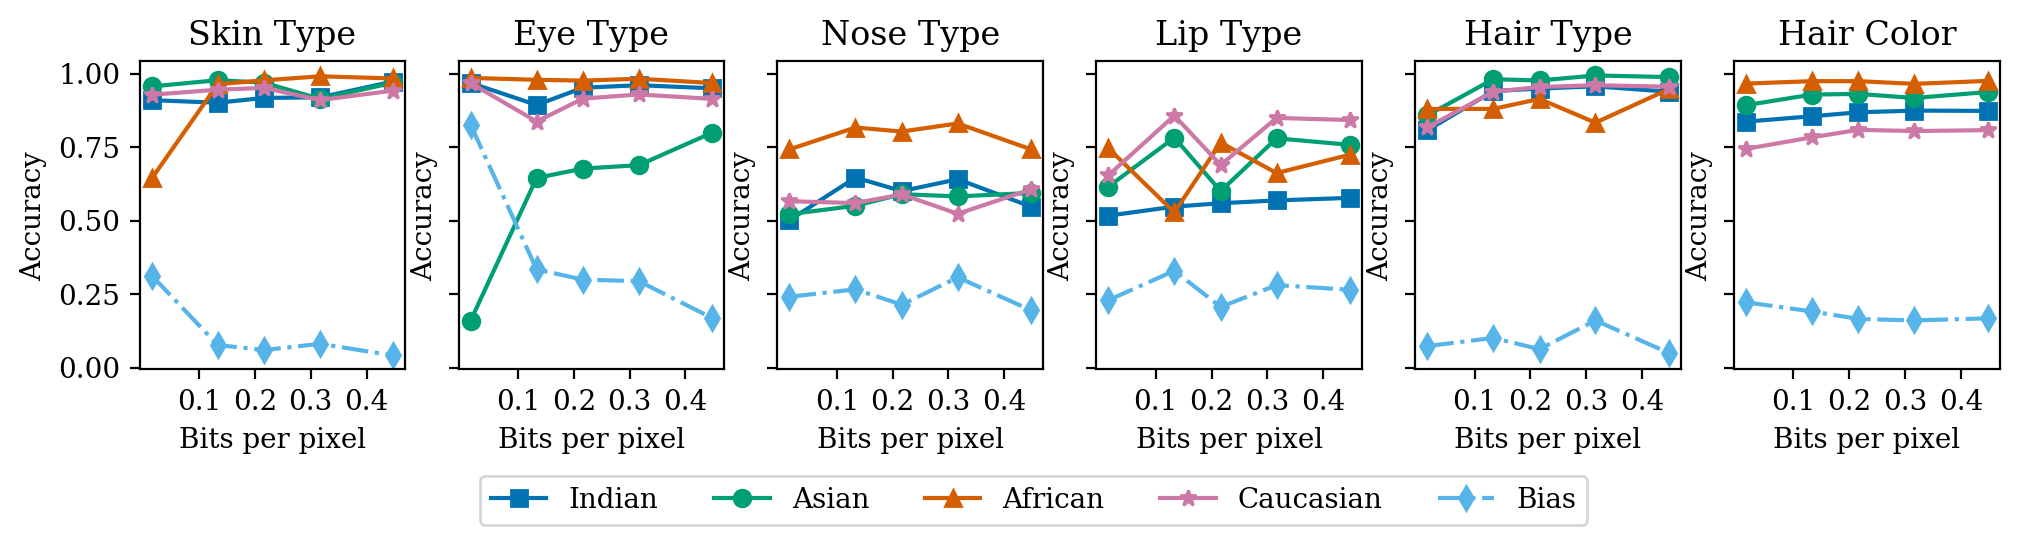 Skin Type Eye Type Nose Type Lip Type Hair Type Hair Color
Accuracy Accuracy Accuracy Accuracy Accuracy Accuracy
1.00
0.75
0.50
0.25
0.00
0.1 0.2 0.3 0.4 0.1 0.2 0.3 0.4 0.1 0.2 0.3 0.4 0.1 0.2 0.3 0.4 0.1 0.2 0.3 0.4 0.1 0.2 0.3 0.4
Bits per pixel Bits per pixel Bits per pixel Bits per pixel Bits per pixel Bits per pixel
Indian Asian African Caucasian Bias